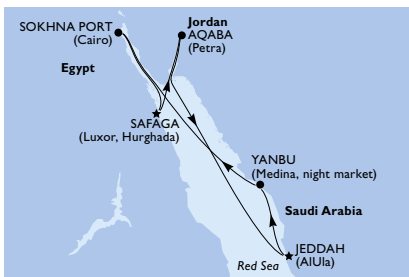 SOKHNA PORT
(Cairo)
Jordan
AQABA
(Petra)
Egypt
SAFAGA
(Luxor, Hurghada)
YANBU
(Medina, night market)
Saudi Arabia
JEDDAH
(AlUla)
Red Sea